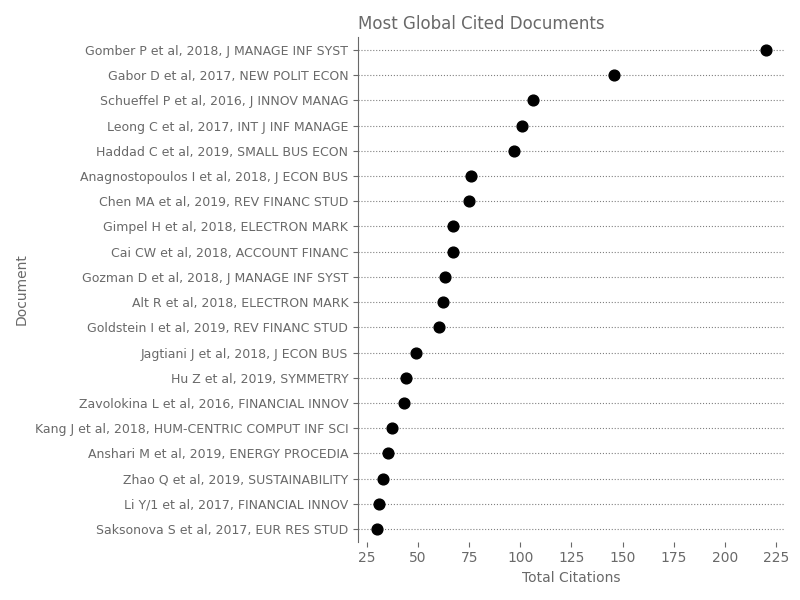 Most Global Cited Documents
Gomber P et al, 2018, J MANAGE INF SYST
Gabor D et al, 2017, NEW POLIT ECON
Schueffel P et al, 2016, J INNOV MANAG
Leong C et al, 2017, INT J INF MANAGE
Haddad C et al, 2019, SMALL BUS ECON
Anagnostopoulos I et al, 2018, J ECON BUS
Chen MA et al, 2019, REV FINANC STUD
Gimpel H et al, 2018, ELECTRON MARK
Cai CW et al, 2018, ACCOUNT FINANC
Gozman D et al, 2018, J MANAGE INF SYST
Alt R et al, 2018, ELECTRON MARK
Goldstein I et al, 2019, REV FINANC STUD
Jagtiani J et al, 2018, J ECON BUS
Hu Z et al, 2019, SYMMETRY
Zavolokina L et al, 2016, FINANCIAL INNOV
Kang J et al, 2018, HUM-CENTRIC COMPUT INF SCI
Anshari M et al, 2019, ENERGY PROCEDIA
Zhao Q et al, 2019, SUSTAINABILITY
Li Y/1 et al, 2017, FINANCIAL INNOV
Saksonova S et al, 2017, EUR RES STUD
Document
25 50 75 100 125 150 175 200 225
Total Citations